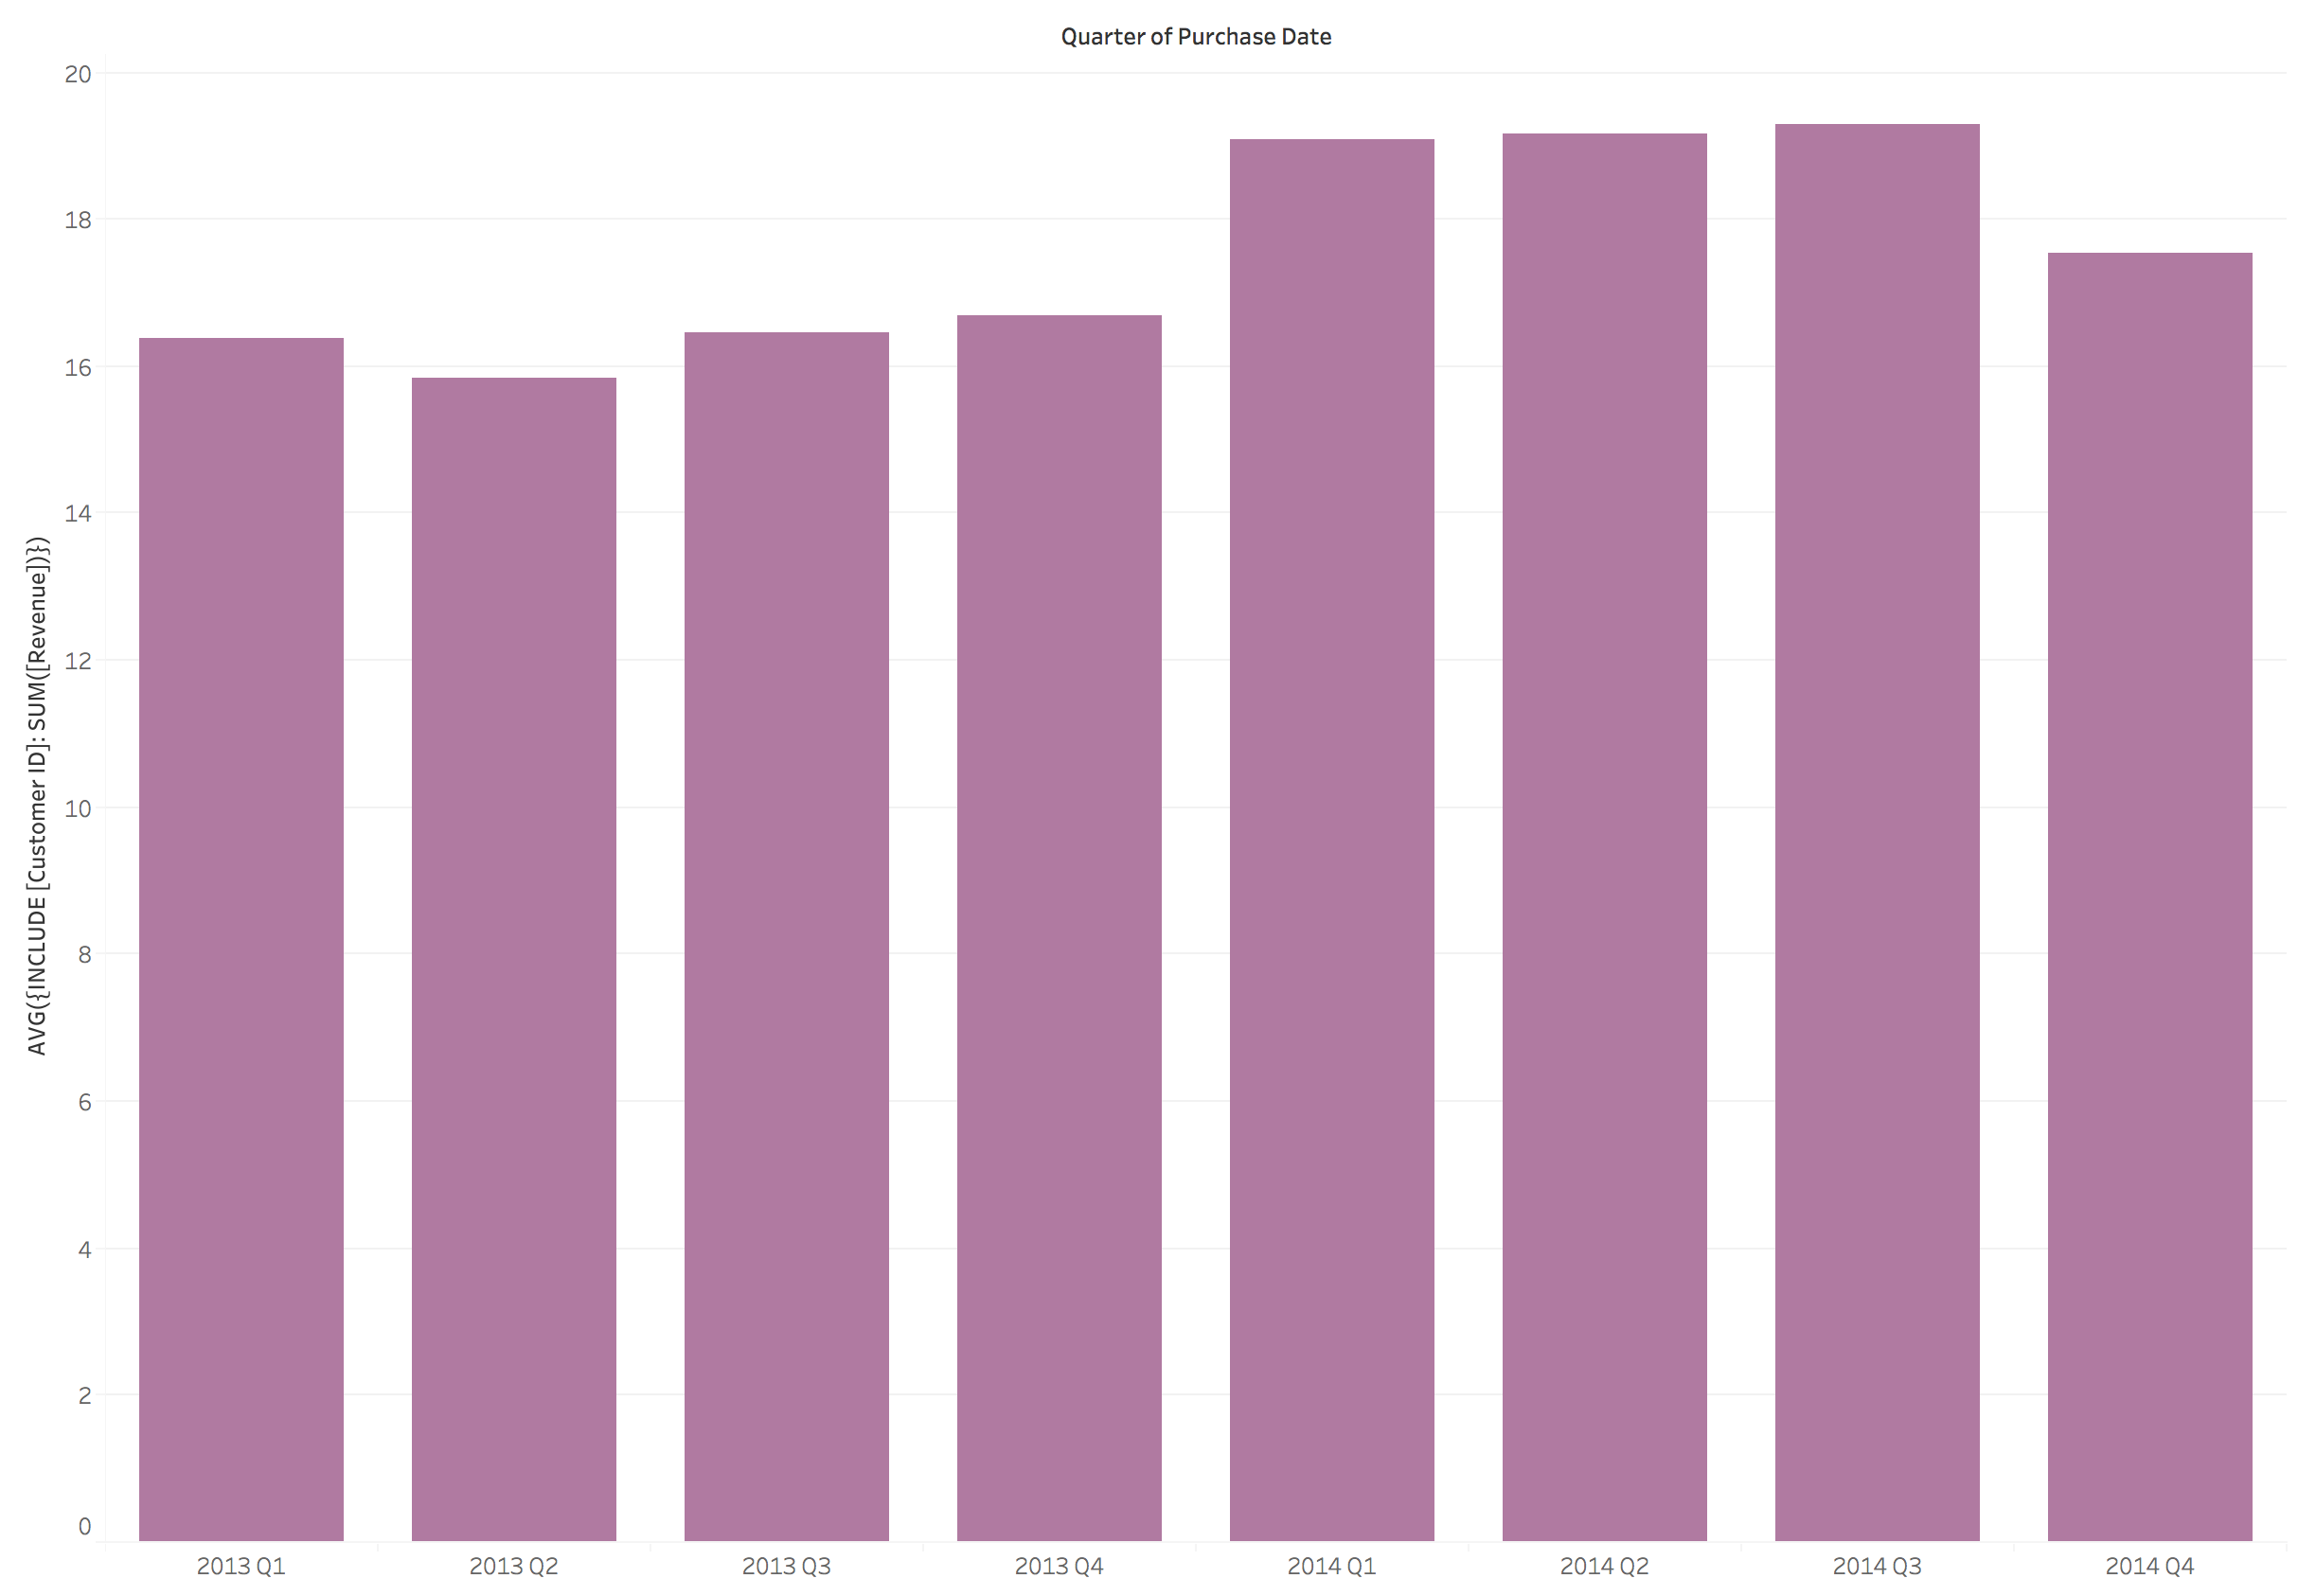 Quarter of Purchase Date
20
18
16
14
12
10
8
6
4
2
0
AVG({INCLUDE [Customer ID]: SUM([Revenue])})
2013 Q1
2013 Q2
2013 Q3
2013 Q4
2014 Q1
2014 Q2
2014 Q3
2014 Q4